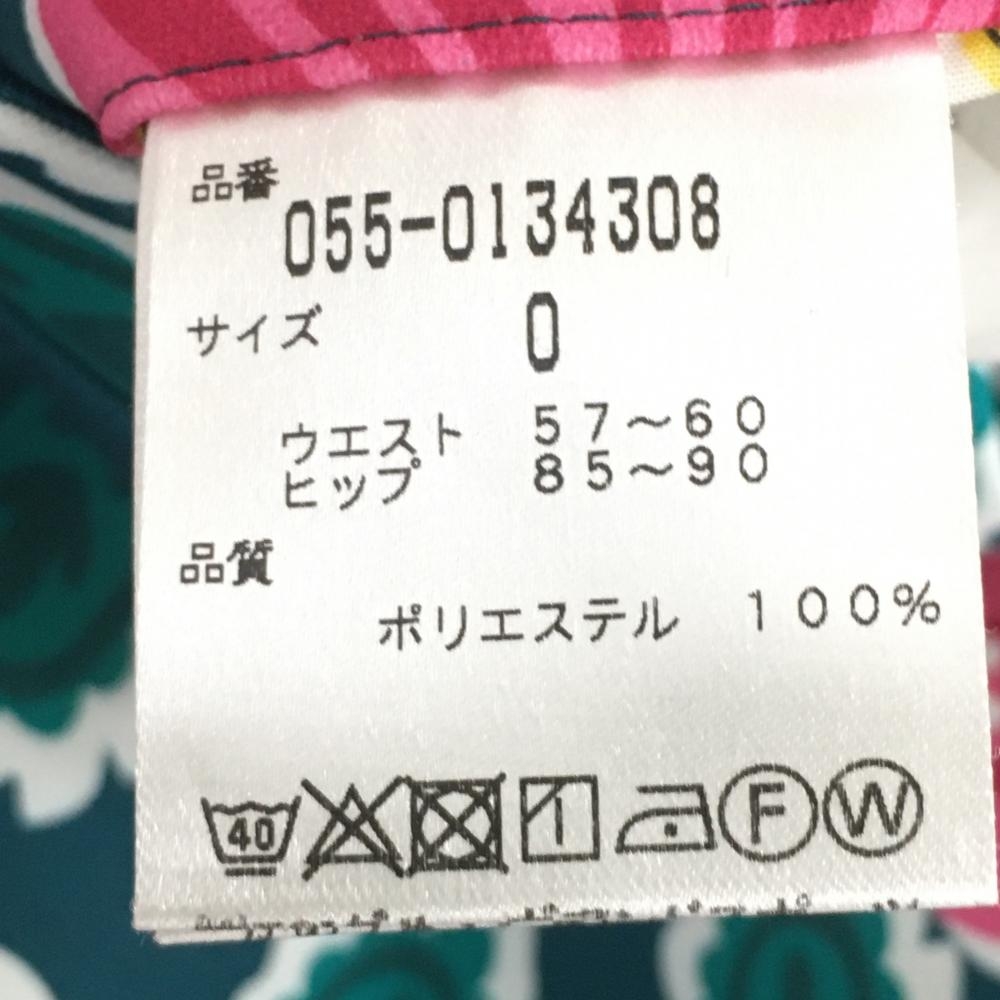 品番 055-0134308
サイズ 0
ウエスト 57～60
ヒップ 85～90
品質
ポリエステル 100%
40 F W